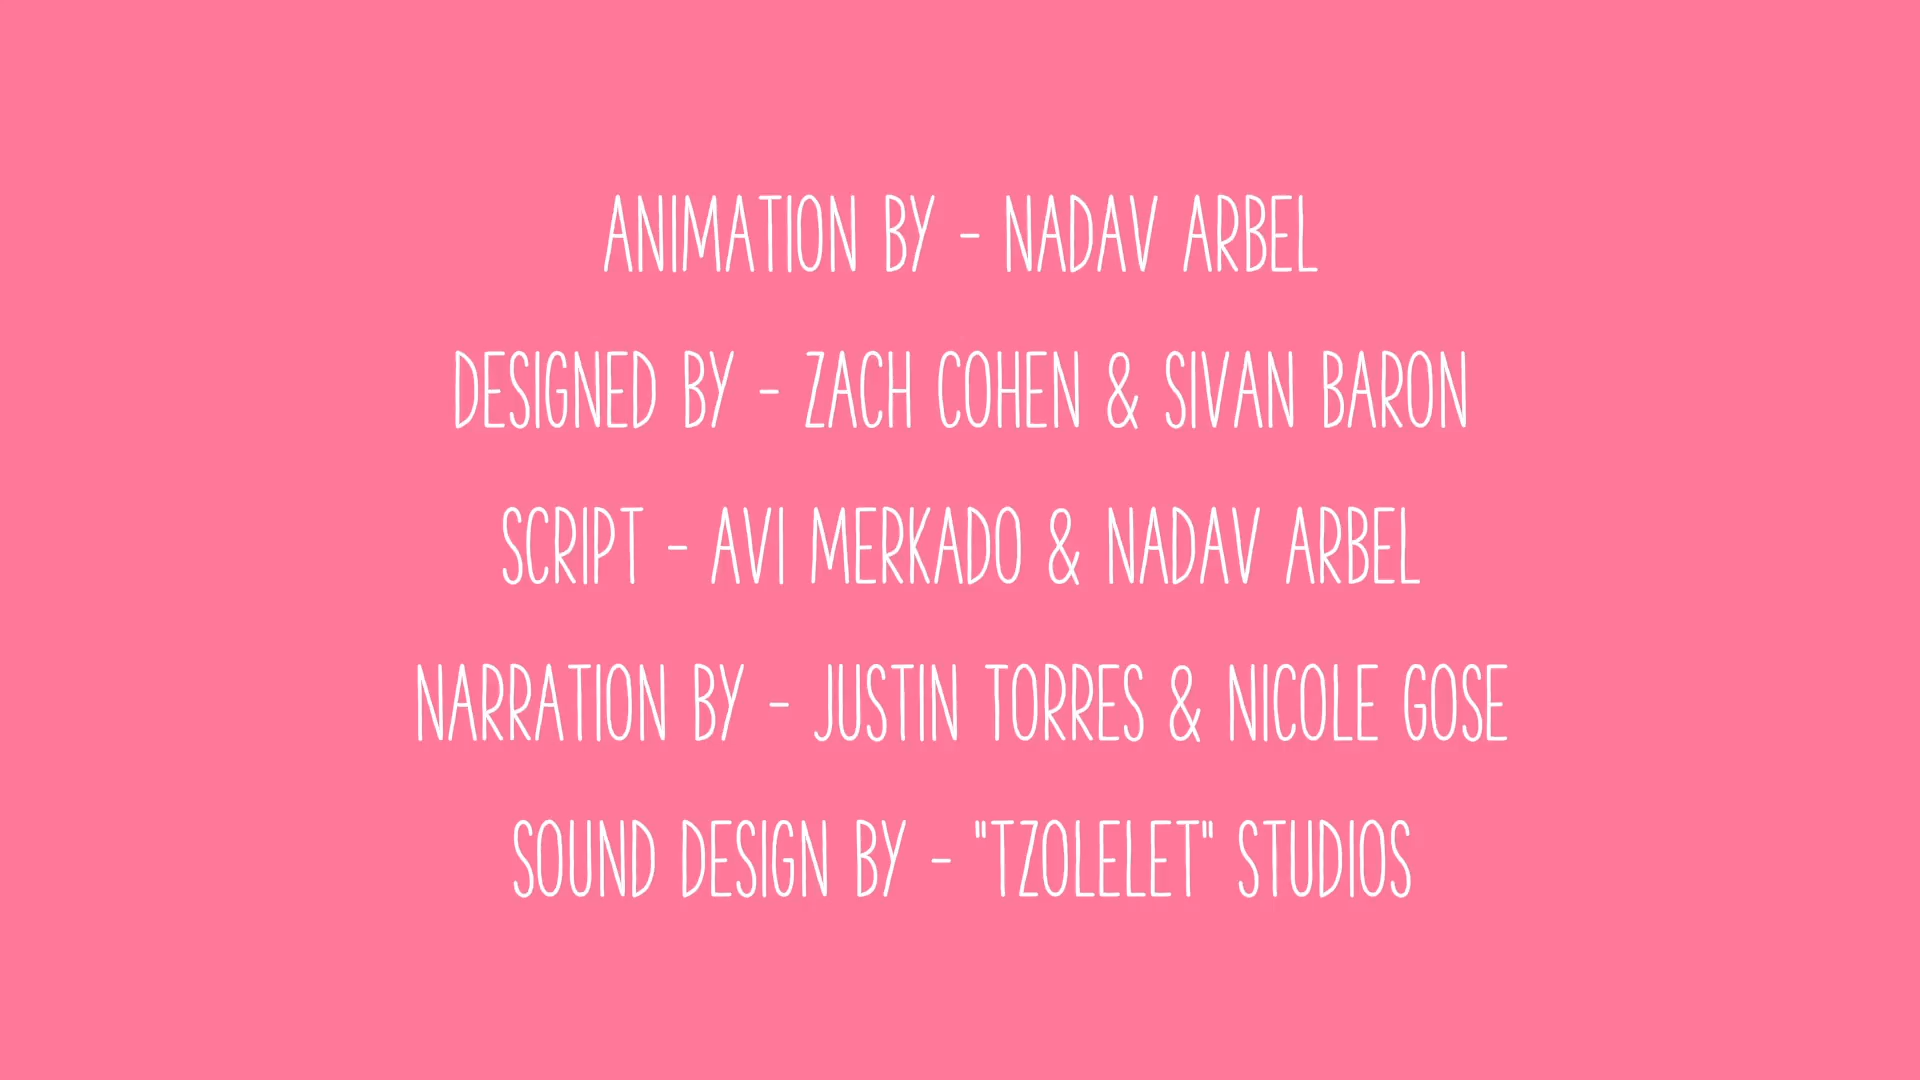 ANIMATION BY - NADAV ARBEL
DESIGNED BY - ZACH COHEN & SIVAN BARON
SCRIPT - AVI MERKADO & NADAV ARBEL
NARRATION BY - JUSTIN TORRES & NICOLE GOSE
SOUND DESIGN BY - "TZOLELET" STUDIOS